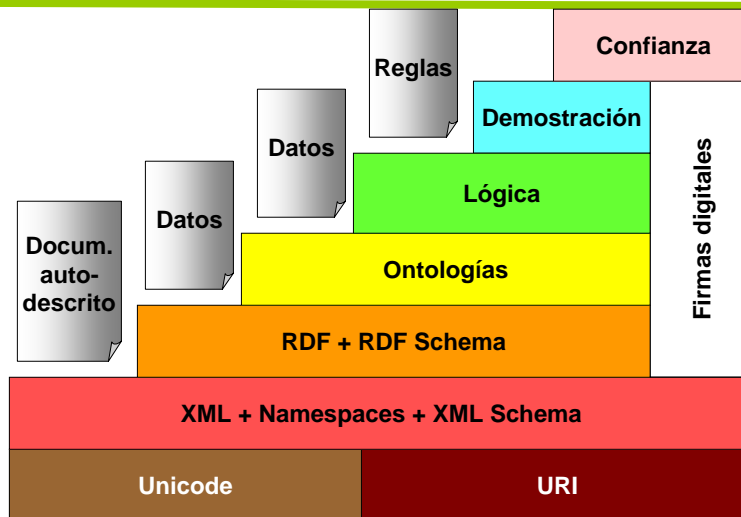 Confianza
Reglas
Demostración
Datos
Lógica
Firmas digitales
Datos
Docum.
auto-
descrito
Ontologías
RDF + RDF Schema
XML + Namespaces + XML Schema
Unicode
URI